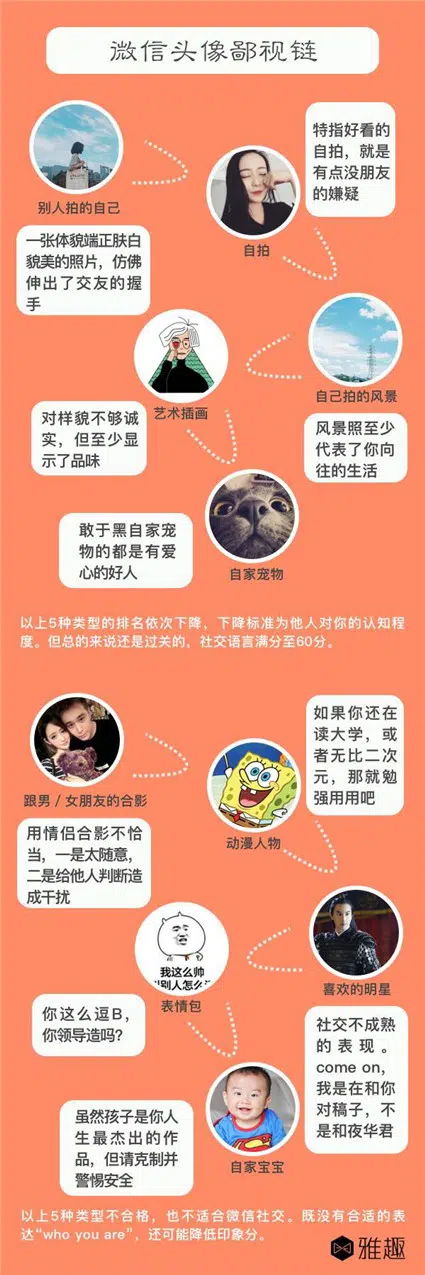 微信头像鄙视链
别人拍的自己
一张体貌端正肤白
貌美的照片，仿佛
伸出了交友的握
手
自拍
特指好看的
自拍，就是
有点没朋友
的嫌疑
自己拍的风景
风景照至少
代表了你向
往的生活
艺术插画
对样貌不够诚
实，但至少显
示了品味
自家宠物
敢于黑自家宠
物的都是有爱
心的好人
以上5种类型的排名依次下降，下降标准为他人对你的认知程
度。但总的来说还是过关的，社交语言满分至60分。
跟男/女朋友的合影
用情侣合影不恰
当，一是太随意，
二是给他人判断造
成干扰
动漫人物
如果你还在
读大学，或
者无比二次
元，那就勉
强用用吧
喜欢的明星
社交不成熟
的表现。
come on，
我是在和你
对稿子，不
是和夜华君
我这么帅
表情包
你这么逗B，
你领导造吗？
自家宝宝
虽然孩子是你人
生最杰出的作
品，但请克制并
警惕安全
以上5种类型不合格，也不适合微信社交。既没有合适的表
达“who you are”，还可能降低印象分。
雅趣